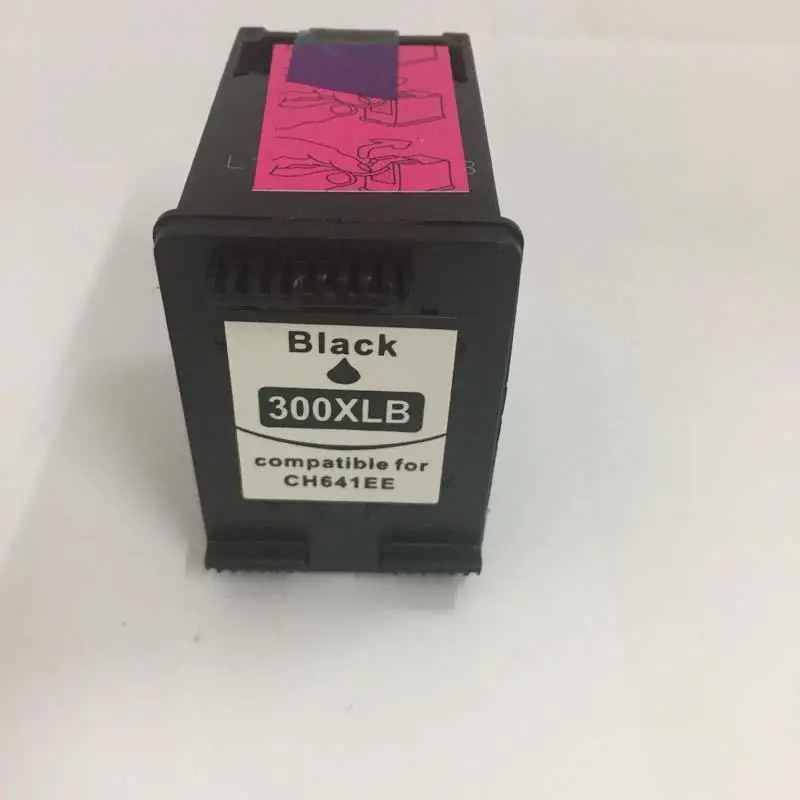 Black
300XLB
compatible for
CH641EE